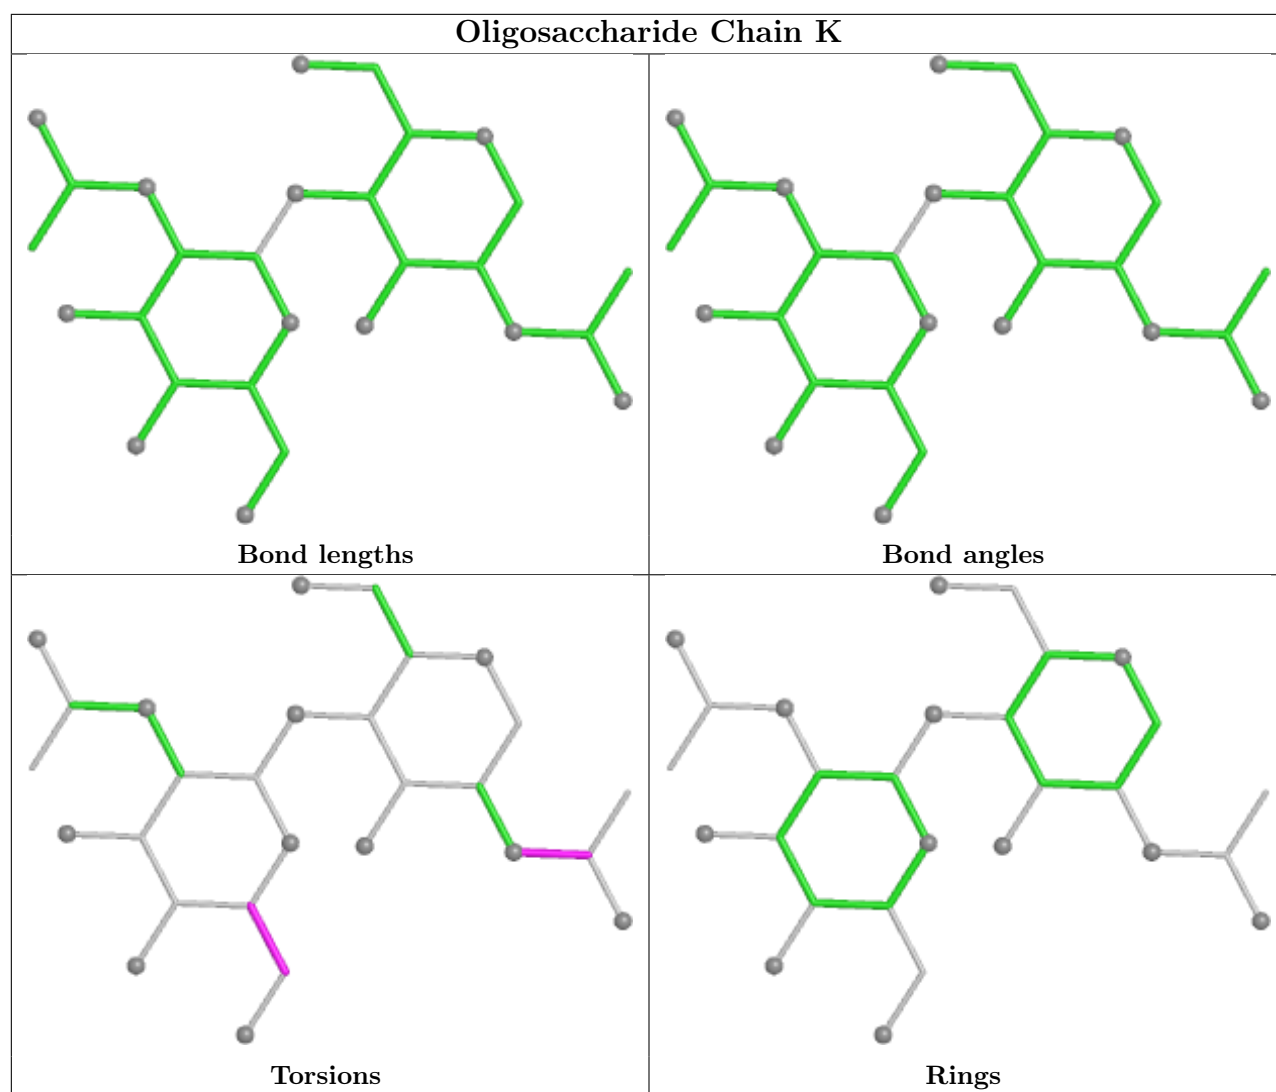 Oligosaccharide Chain K
Bond lengths
Bond angles
Torsions
Rings